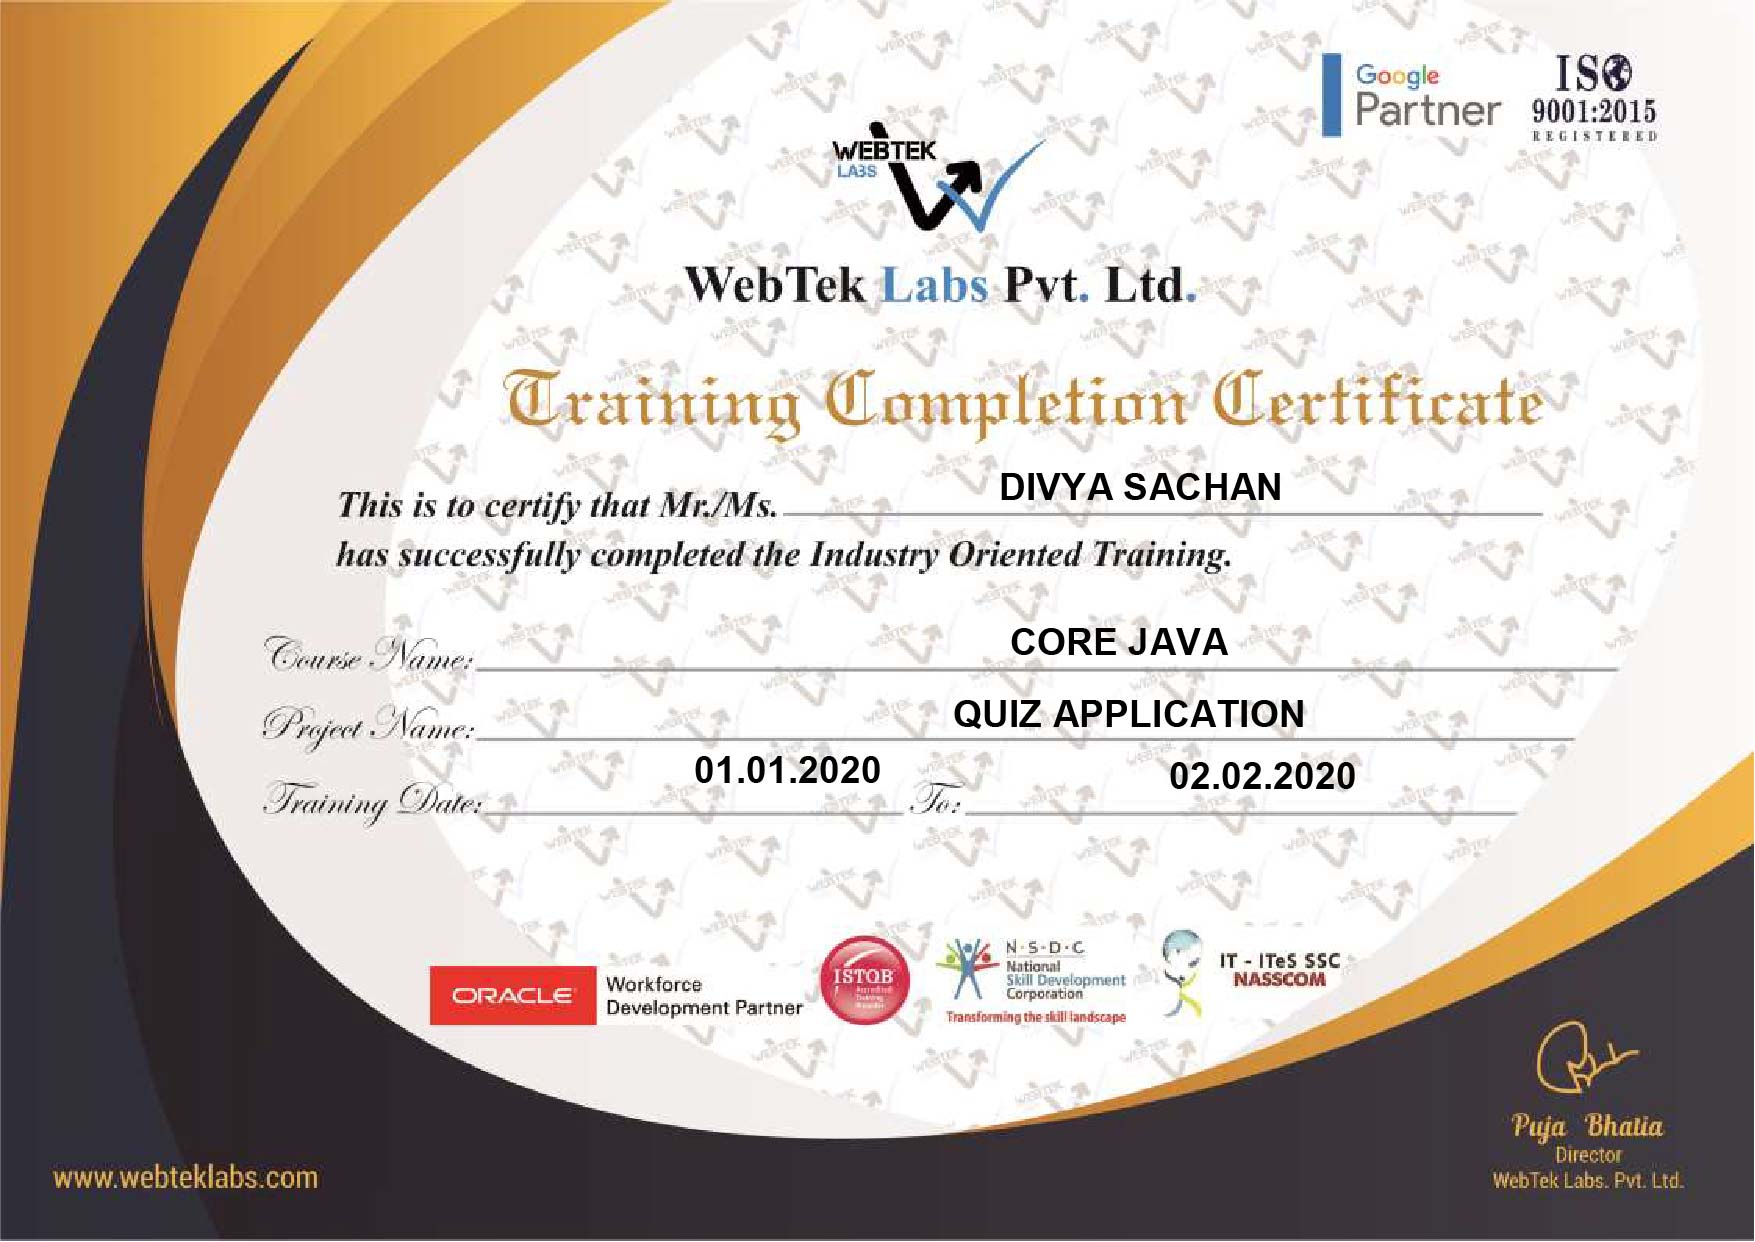 Google
Partner
ISO
9001:2015
REGISTERED
WEBTEK
LABS
WebTek Labs Pvt. Ltd.
Training Completion Certificate
This is to certify that Mr./Ms. DIVYA SACHAN
has successfully completed the Industry Oriented Training.
Course Name: CORE JAVA
Project Name: QUIZ APPLICATION
Training Date: 01.01.2020 To: 02.02.2020
ORACLE
Workforce
Development Partner
ISTQB
Accredited
Training
Provider
N·S·D·C
National
Skill Development
Corporation
Transforming the skill landscape
IT - ITeS SSC
NASSCOM
Puja Bhatia
Director
WebTek Labs. Pvt. Ltd.
www.webteklabs.com